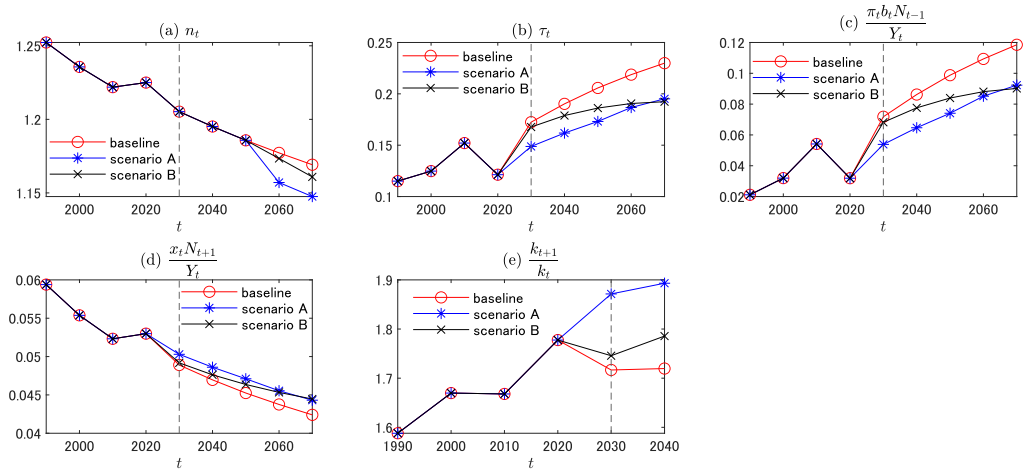 (a) n_t
1.25
1.2
1.15
baseline
scenario A
scenario B
2000 2020 2040 2060
t
(b) τ_t
0.25
0.2
0.15
0.1
baseline
scenario A
scenario B
2000 2020 2040 2060
t
(c) π_t b_t N_{t−1} / Y_t
0.12
0.1
0.08
0.06
0.04
0.02
baseline
scenario A
scenario B
2000 2020 2040 2060
t
(d) x_t N_{t+1} / Y_t
0.06
0.055
0.05
0.045
0.04
baseline
scenario A
scenario B
2000 2020 2040 2060
t
(e) k_{t+1} / k_t
1.9
1.8
1.7
1.6
baseline
scenario A
scenario B
1990 2000 2010 2020 2030 2040
t